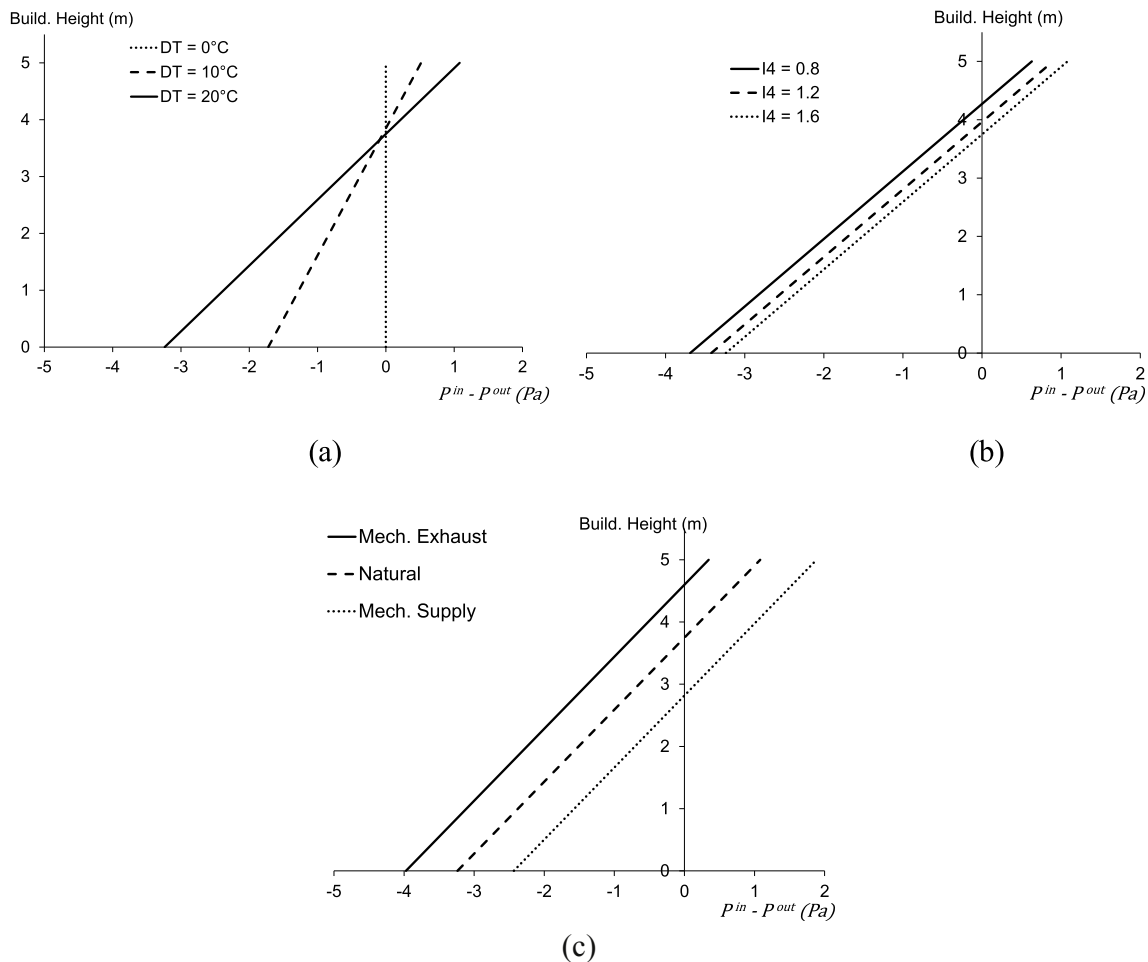 Build. Height (m)
DT = 0°C
DT = 10°C
DT = 20°C
5
4
3
2
1
0
-5 -4 -3 -2 -1 0 1 2
P in - P out (Pa)
(a)
Build. Height (m)
I4 = 0.8
I4 = 1.2
I4 = 1.6
5
4
3
2
1
0
-5 -4 -3 -2 -1 0 1 2
P in - P out (Pa)
(b)
Build. Height (m)
Mech. Exhaust
Natural
Mech. Supply
5
4
3
2
1
0
-5 -4 -3 -2 -1 0 1 2
P in - P out (Pa)
(c)